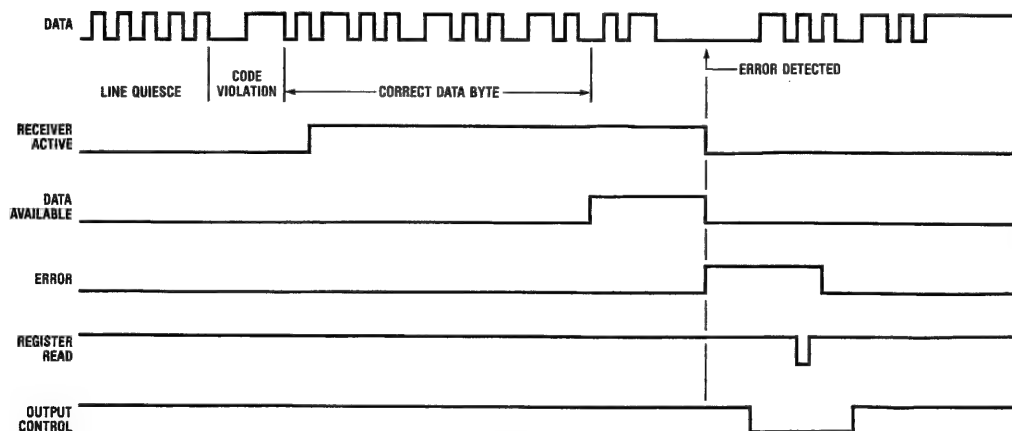 DATA
ERROR DETECTED
LINE QUIESCE
CODE
VIOLATION
CORRECT DATA BYTE
RECEIVER
ACTIVE
DATA
AVAILABLE
ERROR
REGISTER
READ
OUTPUT
CONTROL